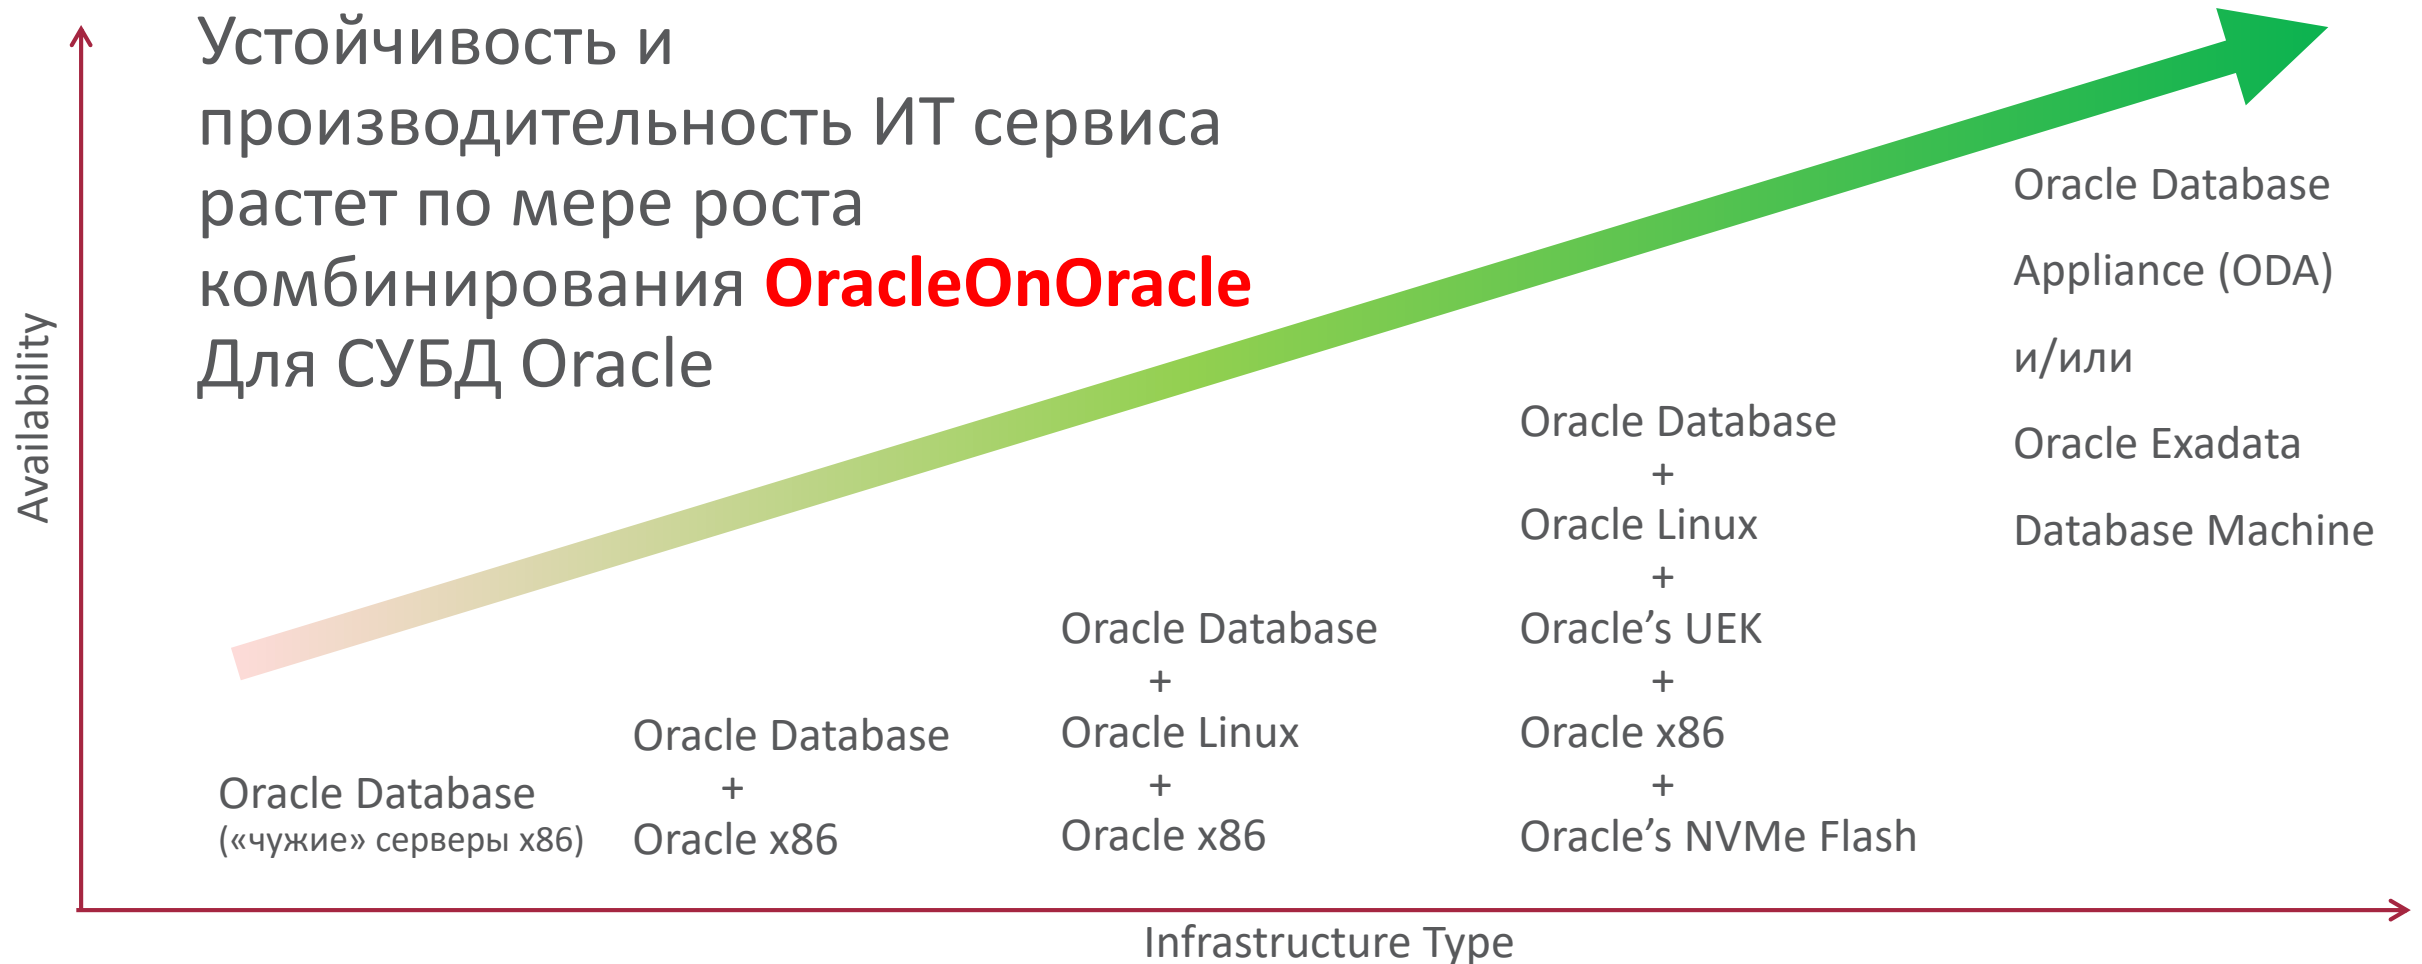 Устойчивость и
производительность ИТ сервиса
растет по мере роста
комбинирования OracleOnOracle
Для СУБД Oracle
Availability
Oracle Database
(«чужие» серверы x86)
Oracle Database
+
Oracle x86
Oracle Database
+
Oracle Linux
+
Oracle x86
Oracle Database
+
Oracle Linux
+
Oracle’s UEK
+
Oracle x86
+
Oracle’s NVMe Flash
Oracle Database
Appliance (ODA)
и/или
Oracle Exadata
Database Machine
Infrastructure Type